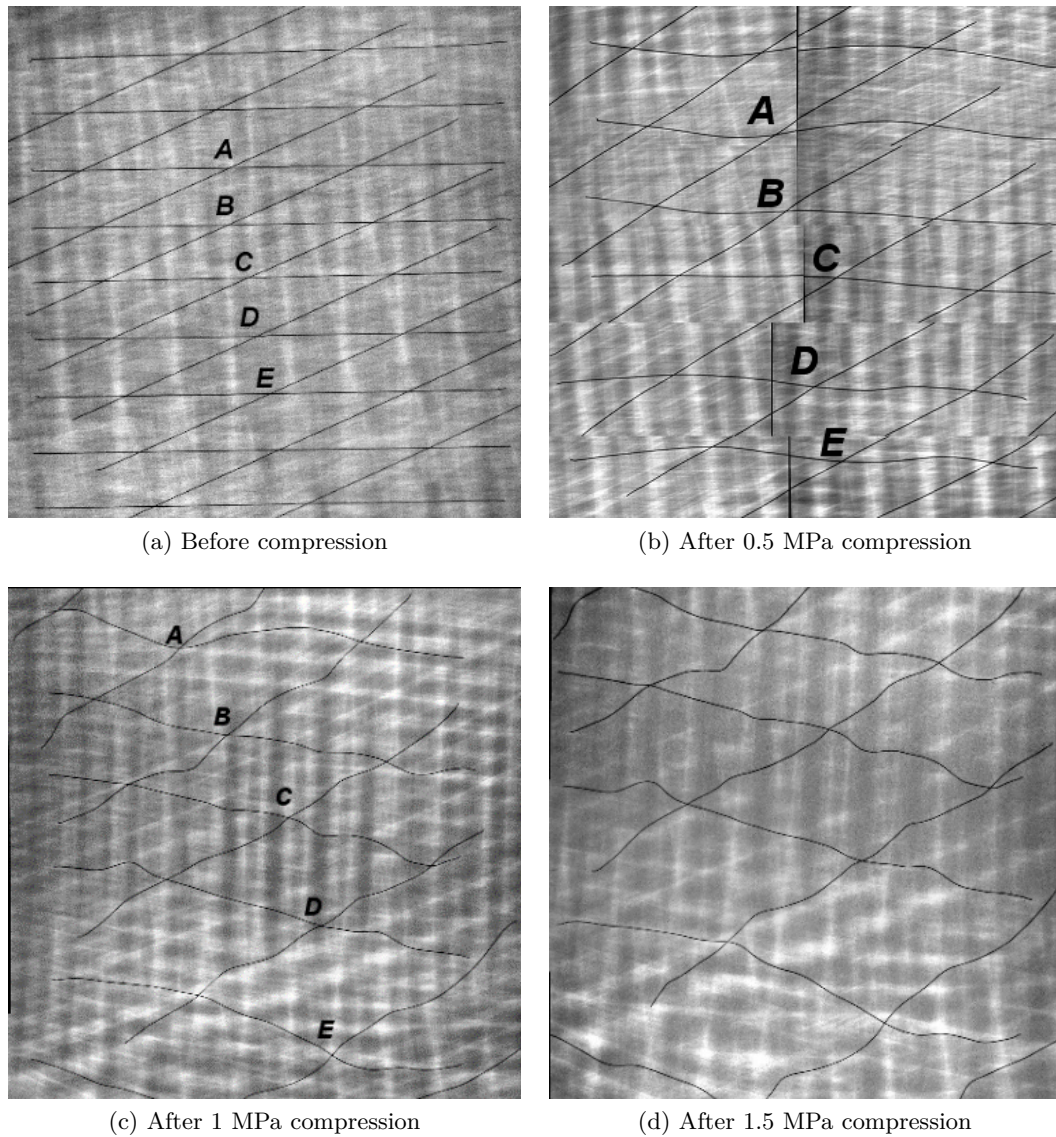 A
B
C
D
E
A
B
C
D
E
(a) Before compression
(b) After 0.5 MPa compression
A
B
C
D
E
(c) After 1 MPa compression
(d) After 1.5 MPa compression